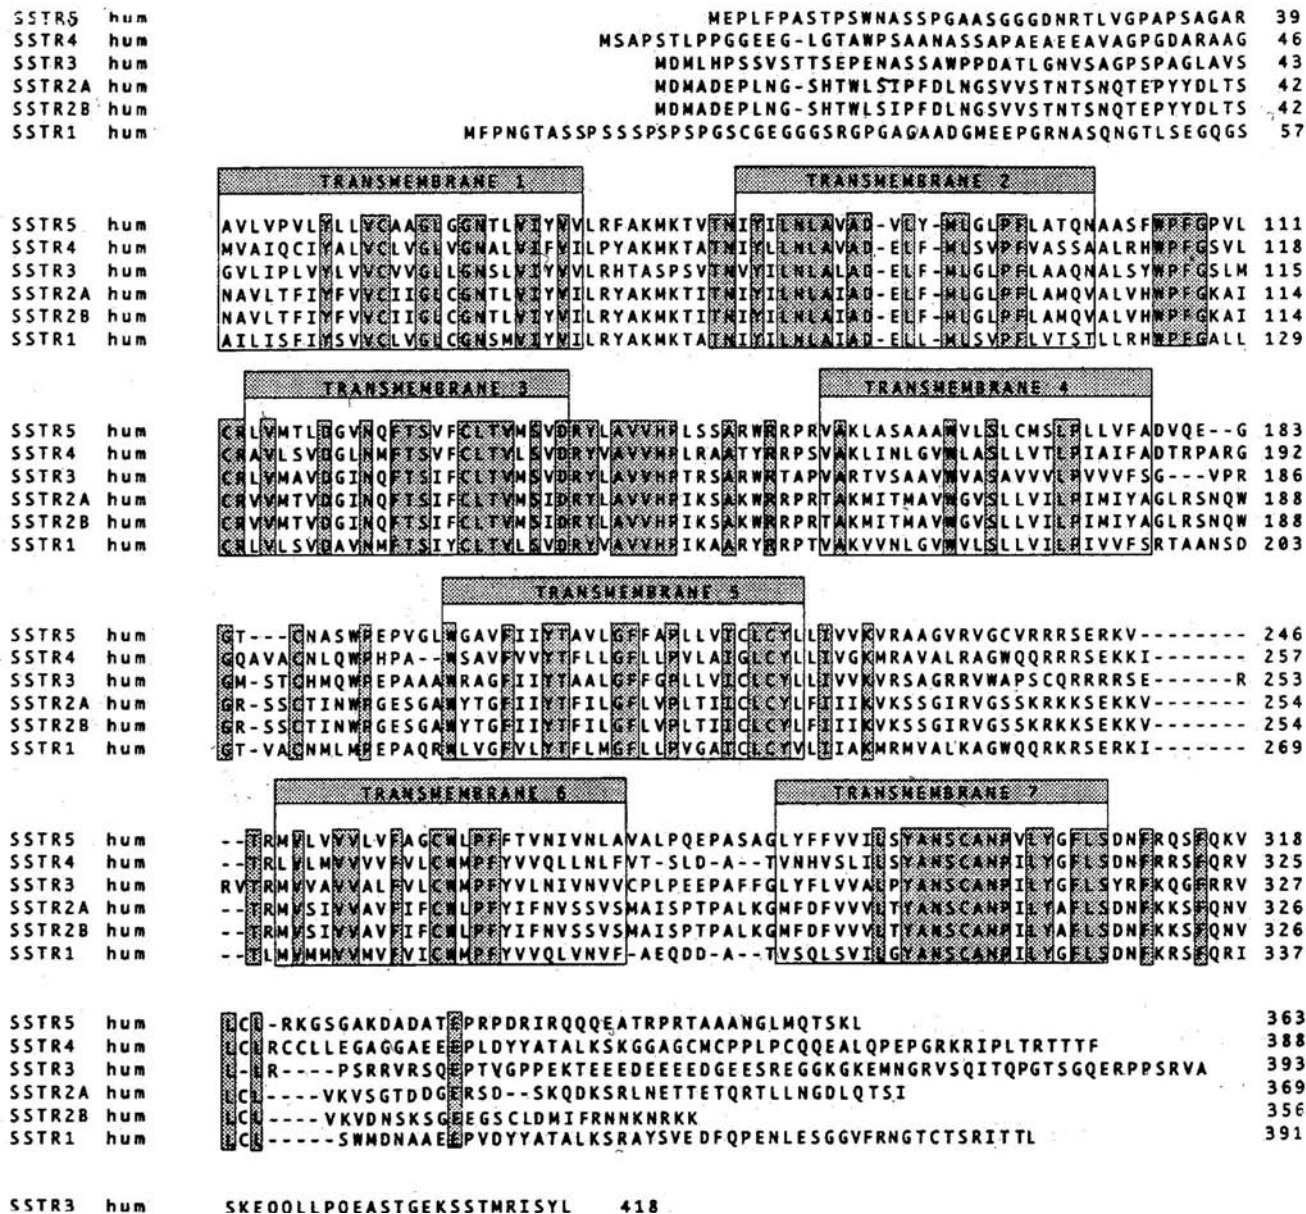 SSTR5 hum MEPLFPASTPSWNASSPGAASGGGDNRTLVGPAPSAGAR 39
SSTR4 hum MSAPSTLPPGGEEG-LGTAWPSAANASSAPAEAEEAVAGPGDARAAG 46
SSTR3 hum MDMLHPSSVSTTSEPENASSAWPPDATLGNVSAGPSPAGLAVS 43
SSTR2A hum MDMADEPLNG-SHTWLSIPFDLNGSVVSTNTSNQTEPYYDLTS 42
SSTR2B hum MDMADEPLNG-SHTWLSIPFDLNGSVVSTNTSNQTEPYYDLTS 42
SSTR1 hum MFPNGTASSPSSSPSPSPGSCGEGGGSRGPGAGAADGMEEPGRNASQNGTLSEGQGS 57
TRANSMEMBRANE 1 TRANSMEMBRANE 2
SSTR5 hum AVLVPVLYLLVCAAGLGGNTLVIYVVLRFAKMKTVTNIYILNLAVAD-VLY-MLGLPFLATQNAASFWPFGPVL 111
SSTR4 hum MVAIQCIYALVCLVGLVGNALVIFVILPYAKMKTATNIYLLNLAVAD-ELF-MLSVPFVASSAALRHWPFGSVL 118
SSTR3 hum GVLIPLVYLVVCVVGLLGNSLVIYVVLRHTASPSVTNVYILNLALAD-ELF-MLGLPFLAAQNALSYWPFGSLM 115
SSTR2A hum NAVLTFIYFVVCIIGLCGNTLVIYVILRYAKMKTITNIYILNLAIAD-ELF-MLGLPFLAMQVALVHWPFGKAI 114
SSTR2B hum NAVLTFIYFVVCIIGLCGNTLVIYVILRYAKMKTITNIYILNLAIAD-ELF-MLGLPFLAMQVALVHWPFGKAI 114
SSTR1 hum AILISFIYSVVCLVGLCGNSMVIYVILRYAKMKTATNIYILNLAIAD-ELL-MLSVPFLVTSTLLRHWPFGALL 129
TRANSMEMBRANE 3 TRANSMEMBRANE 4
SSTR5 hum CRLVMTLDGVNQFTSVFCLTVMSVDRYLAVVHPLSSARWRRPRVAKLASAAAWVLSLCMSLPLLVFADVQE--G 183
SSTR4 hum CRAVLSVDGLNMFTSVFCLTVLSVDRYVAVVHPLRAATYRRPSVAKLINLGVWLASLLVTLPIAIFADTRPARG 192
SSTR3 hum CRLVMAVDGINQFTSIFCLTVMSVDRYLAVVHPTRSARWRTAPVARTVSAAVWVASAVVVLPVVVFSG---VPR 186
SSTR2A hum CRVVMTVDGINQFTSIFCLTVMSIDRYLAVVHPIKSAKWRRPRTAKMITMAVWGVSLLVILPIMIYAGLRSNQW 188
SSTR2B hum CRVVMTVDGINQFTSIFCLTVMSIDRYLAVVHPIKSAKWRRPRTAKMITMAVWGVSLLVILPIMIYAGLRSNQW 188
SSTR1 hum CRLVLSVDAVNMFTSIYCLTVLSVDRYVAVVHPIKAARYRRPTVAKVVNLGVWVLSLLVILPIVVFSRTAANSD 203
TRANSMEMBRANE 5
SSTR5 hum GT---CNASWPEPVGLWGAVFIIYTAVLGFFAPLLVICLCYLLIVVKVRAAGVRVGCVRRRSERKV-------- 246
SSTR4 hum GQAVACNLQWPHPA--WSAVFVVYTFLLGFLLPVLAIGLCYLLIVGKMRAVALRAGWQQRRRSEKKI------- 257
SSTR3 hum GM-STCHMQWPEPAAAWRAGFIIYTAALGFFGPLLVICLCYLLIVVKVRSAGRRVWAPSCQRRRRSE------R 253
SSTR2A hum GR-SSCTINWPGESGAWYTGFIIYTFILGFLVPLTIICLCYLFIIIKVKSSGIRVGSSKRKKSEKKV------- 254
SSTR2B hum GR-SSCTINWPGESGAWYTGFIIYTFILGFLVPLTIICLCYLFIIIKVKSSGIRVGSSKRKKSEKKV------- 254
SSTR1 hum GT-VACNMLMPEPAQRWLVGFVLYTFLMGFLLPVGAICLCYVLIIAKMRMVALKAGWQQRKRSERKI------- 269
TRANSMEMBRANE 6 TRANSMEMBRANE 7
SSTR5 hum --TRMVLVVVLVFAGCWLPFFTVNIVNLAVALPQEPASAGLYFFVVILSYANSCANPVLYGFLSDNFRQSFQKV 318
SSTR4 hum --TRLVLMVVVVFVLCWMPFYVVQLLNLFVT-SLD-A--TVNHVSLILSYANSCANPILYGFLSDNFRRSFQRV 325
SSTR3 hum RVTRMVVAVVALFVLCWMPFYVLNIVNVVCPLPEEPAFFGLYFLVVALPYANSCANPILYGFLSYRFKQGFRRV 327
SSTR2A hum --TRMVSIVVAVFIFCWLPFYIFNVSSVSMAISPTPALKGMFDFVVVLTYANSCANPILYAFLSDNFKKSFQNV 326
SSTR2B hum --TRMVSIVVAVFIFCWLPFYIFNVSSVSMAISPTPALKGMFDFVVVLTYANSCANPILYAFLSDNFKKSFQNV 326
SSTR1 hum --TLMVMMVVMVFVICWMPFYVVQLVNVF-AEQDD-A--TVSQLSVILGYANSCANPILYGFLSDNFKRSFQRI 337
SSTR5 hum LCL-RKGSGAKDADATEPRPDRIRQQQEATRPRTAAANGLMQTSKL 363
SSTR4 hum LCLRCCLLEGAGGAEEEPLDYYATALKSKGGAGCMCPPLPCQQEALQPEPGRKRIPLTRTTTF 388
SSTR3 hum L-LR----PSRRVRSQEPTVGPPEKTEEEDEEEEDGEESREGGKGKEMNGRVSQITQPGTSGQERPPSRVA 393
SSTR2A hum LCL----VKVSGTDDGERSD--SKQDKSRLNETTETQRTLLNGDLQTSI 369
SSTR2B hum LCL----VKVDNSKSGEEGSCLDMIFRNNKNRKK 356
SSTR1 hum LCL-----SWMDNAAEEPVDYYATALKSRAYSVEDFQPENLESGGVFRNGTCTSRITTL 391
SSTR3 hum SKEQQLLPQEASTGEKSSTMRISYL 418